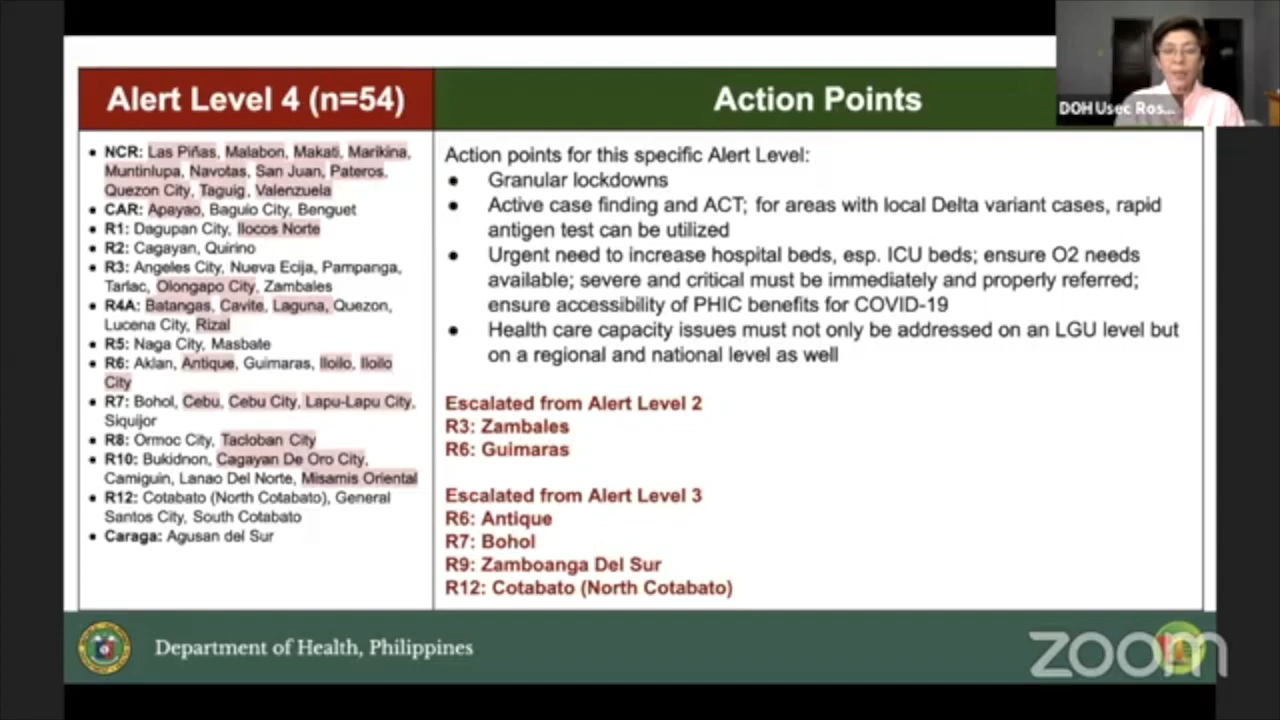 Alert Level 4 (n=54)
Action Points
DOH Usec Ros...
• NCR: Las Piñas, Malabon, Makati, Marikina,
Muntinlupa, Navotas, San Juan, Pateros,
Quezon City, Taguig, Valenzuela
• CAR: Apayao, Baguio City, Benguet
• R1: Dagupan City, Ilocos Norte
• R2: Cagayan, Quirino
• R3: Angeles City, Nueva Ecija, Pampanga,
Tarlac, Olongapo City, Zambales
• R4A: Batangas, Cavite, Laguna, Quezon,
Lucena City, Rizal
• R5: Naga City, Masbate
• R6: Aklan, Antique, Guimaras, Iloilo, Iloilo
City
• R7: Bohol, Cebu, Cebu City, Lapu-Lapu City,
Siquijor
• R8: Ormoc City, Tacloban City
• R10: Bukidnon, Cagayan De Oro City,
Camiguin, Lanao Del Norte, Misamis Oriental
• R12: Cotabato (North Cotabato), General
Santos City, South Cotabato
• Caraga: Agusan del Sur
Action points for this specific Alert Level:
• Granular lockdowns
• Active case finding and ACT; for areas with local Delta variant cases, rapid
antigen test can be utilized
• Urgent need to increase hospital beds, esp. ICU beds; ensure O2 needs
available; severe and critical must be immediately and properly referred;
ensure accessibility of PHIC benefits for COVID-19
• Health care capacity issues must not only be addressed on an LGU level but
on a regional and national level as well
Escalated from Alert Level 2
R3: Zambales
R6: Guimaras
Escalated from Alert Level 3
R6: Antique
R7: Bohol
R9: Zamboanga Del Sur
R12: Cotabato (North Cotabato)
Department of Health, Philippines
zoom